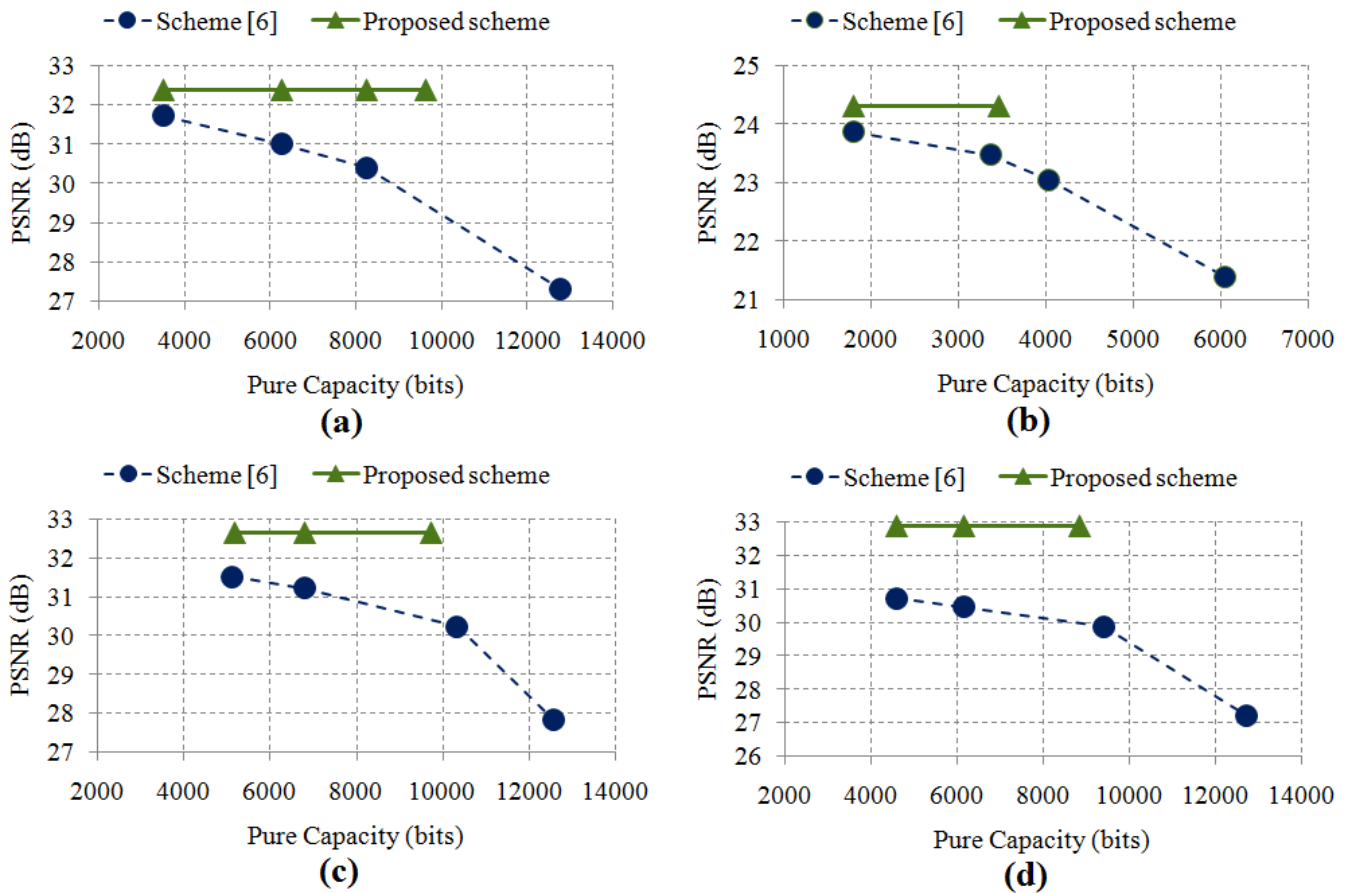 Scheme [6] Proposed scheme
33
32
31
30
29
28
27
PSNR (dB)
2000 4000 6000 8000 10000 12000 14000
Pure Capacity (bits)
(a)
Scheme [6] Proposed scheme
25
24
23
22
21
PSNR (dB)
1000 2000 3000 4000 5000 6000 7000
Pure Capacity (bits)
(b)
Scheme [6] Proposed scheme
33
32
31
30
29
28
27
PSNR (dB)
2000 4000 6000 8000 10000 12000 14000
Pure Capacity (bits)
(c)
Scheme [6] Proposed scheme
33
32
31
30
29
28
27
26
PSNR (dB)
2000 4000 6000 8000 10000 12000 14000
Pure Capacity (bits)
(d)